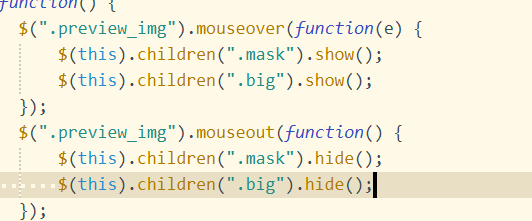 function() {
$(".preview_img").mouseover(function(e) {
$(this).children(".mask").show();
$(this).children(".big").show();
});
$(".preview_img").mouseout(function() {
$(this).children(".mask").hide();
$(this).children(".big").hide();
});